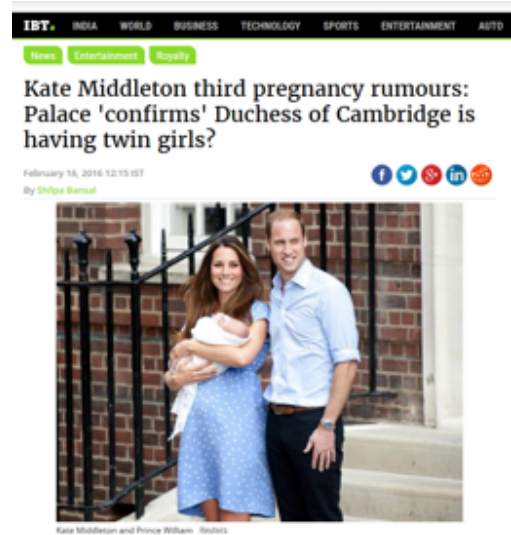 IBT. INDIA WORLD BUSINESS TECHNOLOGY SPORTS ENTERTAINMENT AUTO
News Entertainment Royalty
Kate Middleton third pregnancy rumours:
Palace 'confirms' Duchess of Cambridge is
having twin girls?
February 16, 2016 12:15 IST
By Shilpa Bansal
f g+ in
Kate Middleton and Prince William Reuters